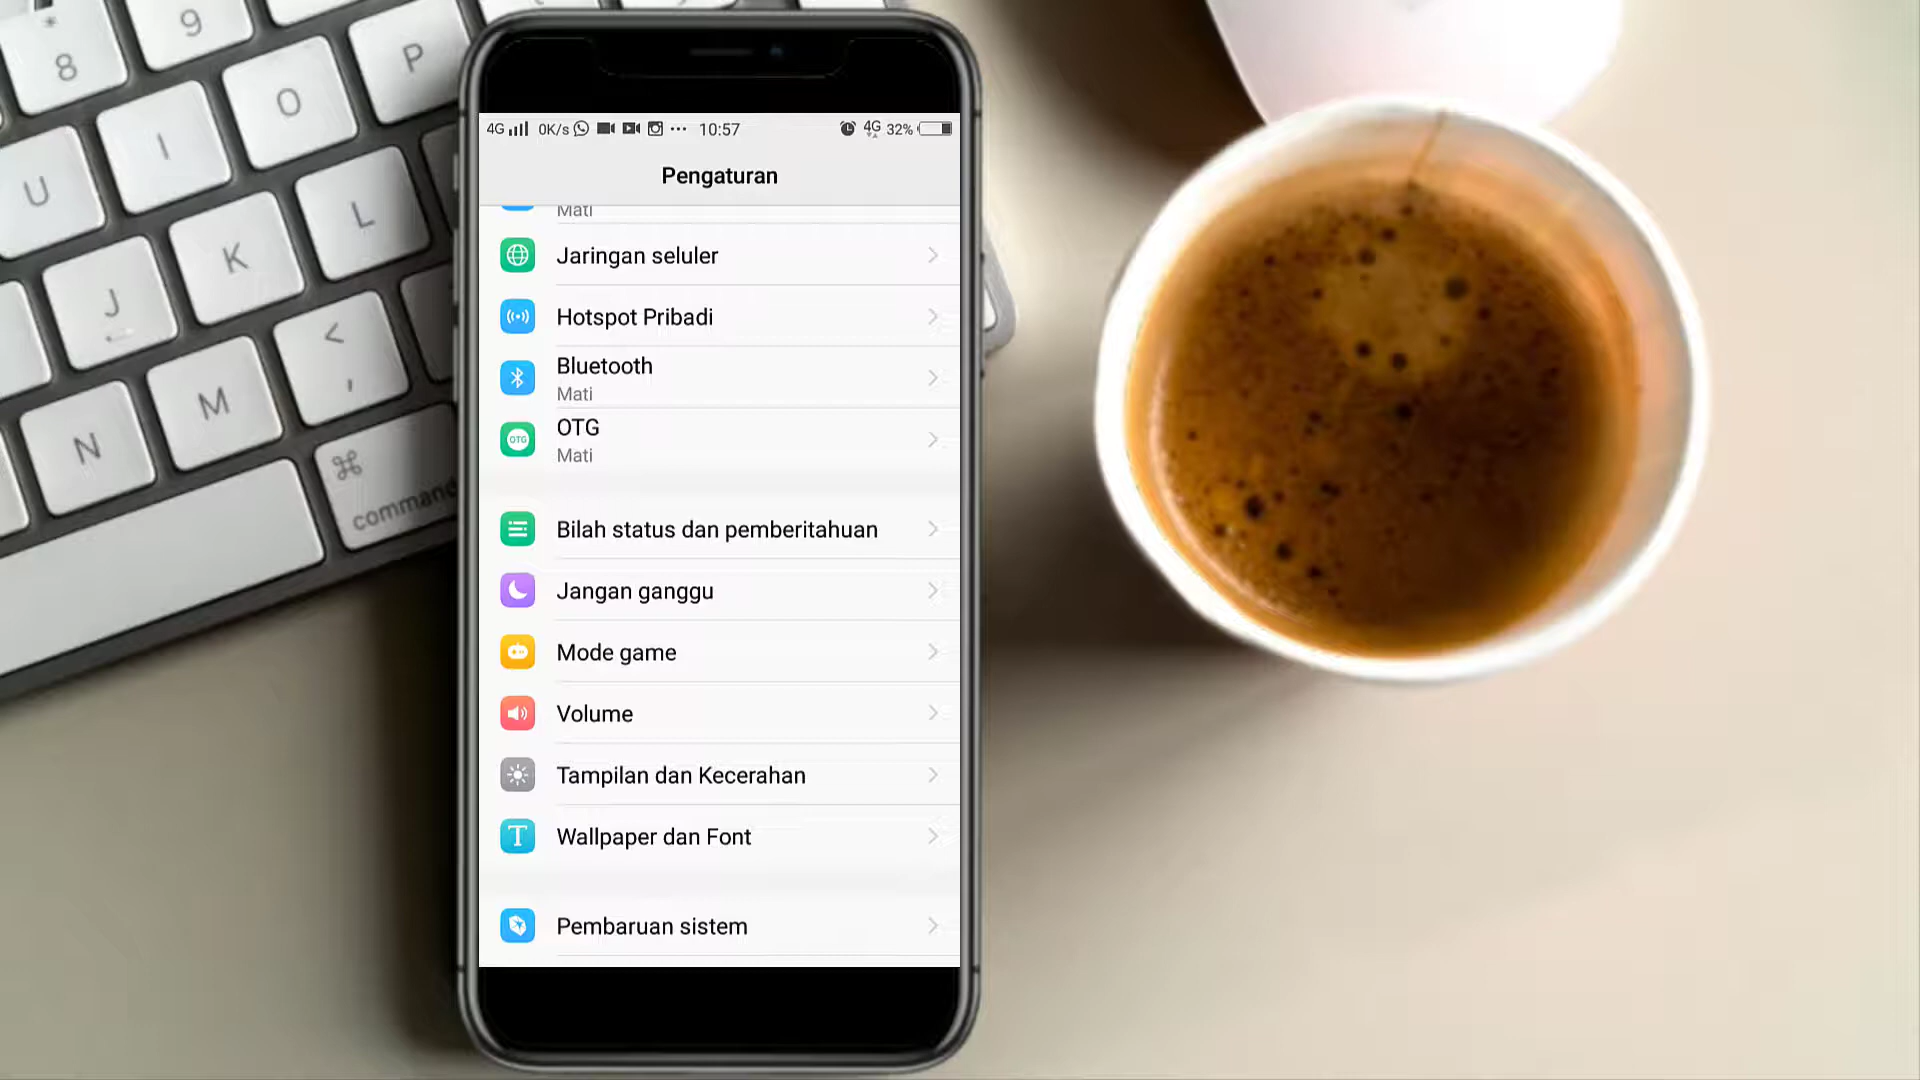 4G 0K/s 10:57 4G 32%
Pengaturan
Mati
Jaringan seluler
Hotspot Pribadi
Bluetooth
Mati
OTG
OTG
Mati
Bilah status dan pemberitahuan
Jangan ganggu
Mode game
Volume
Tampilan dan Kecerahan
T
Wallpaper dan Font
Pembaruan sistem
* 8
9
U
I
O
P
J
K
L
N
M
< ,
⌘
command